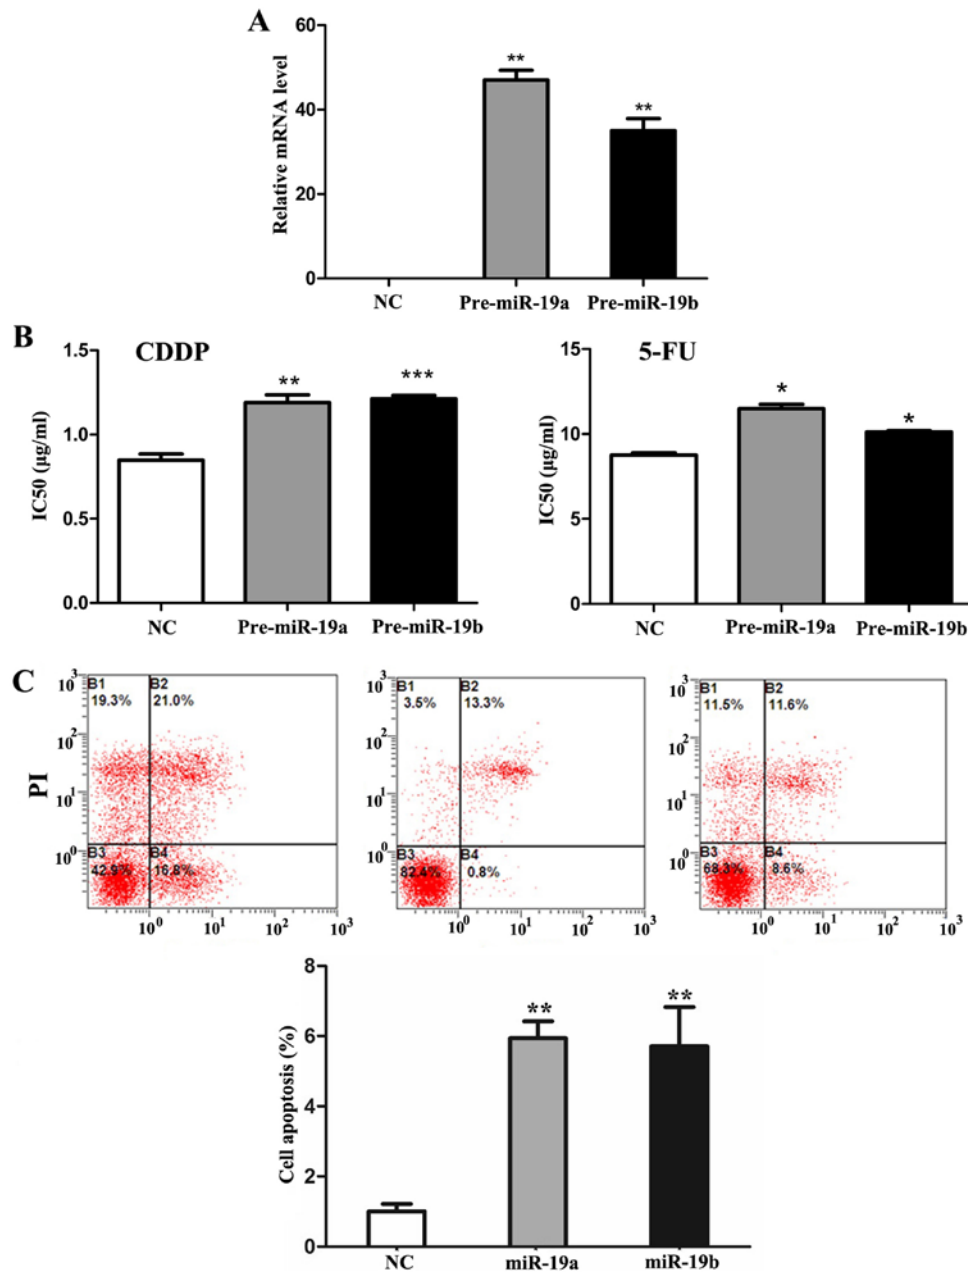 A
Relative mRNA level
60
40
20
0
**
**
NC Pre-miR-19a Pre-miR-19b
B
CDDP
IC50 (µg/ml)
1.5
1.0
0.5
0.0
**
***
NC Pre-miR-19a Pre-miR-19b
5-FU
IC50 (µg/ml)
15
10
5
0
*
*
NC Pre-miR-19a Pre-miR-19b
C
PI
10³
10²
10¹
10⁰
B1 B2
19.3% 21.0%
B3 B4
42.9% 16.8%
10⁰ 10¹ 10² 10³
10³
10²
10¹
10⁰
B1 B2
3.5% 13.3%
B3 B4
82.4% 0.8%
10⁰ 10¹ 10² 10³
10³
10²
10¹
10⁰
B1 B2
11.5% 11.6%
B3 B4
68.3% 8.6%
10⁰ 10¹ 10² 10³
Cell apoptosis (%)
8
6
4
2
0
**
**
NC miR-19a miR-19b